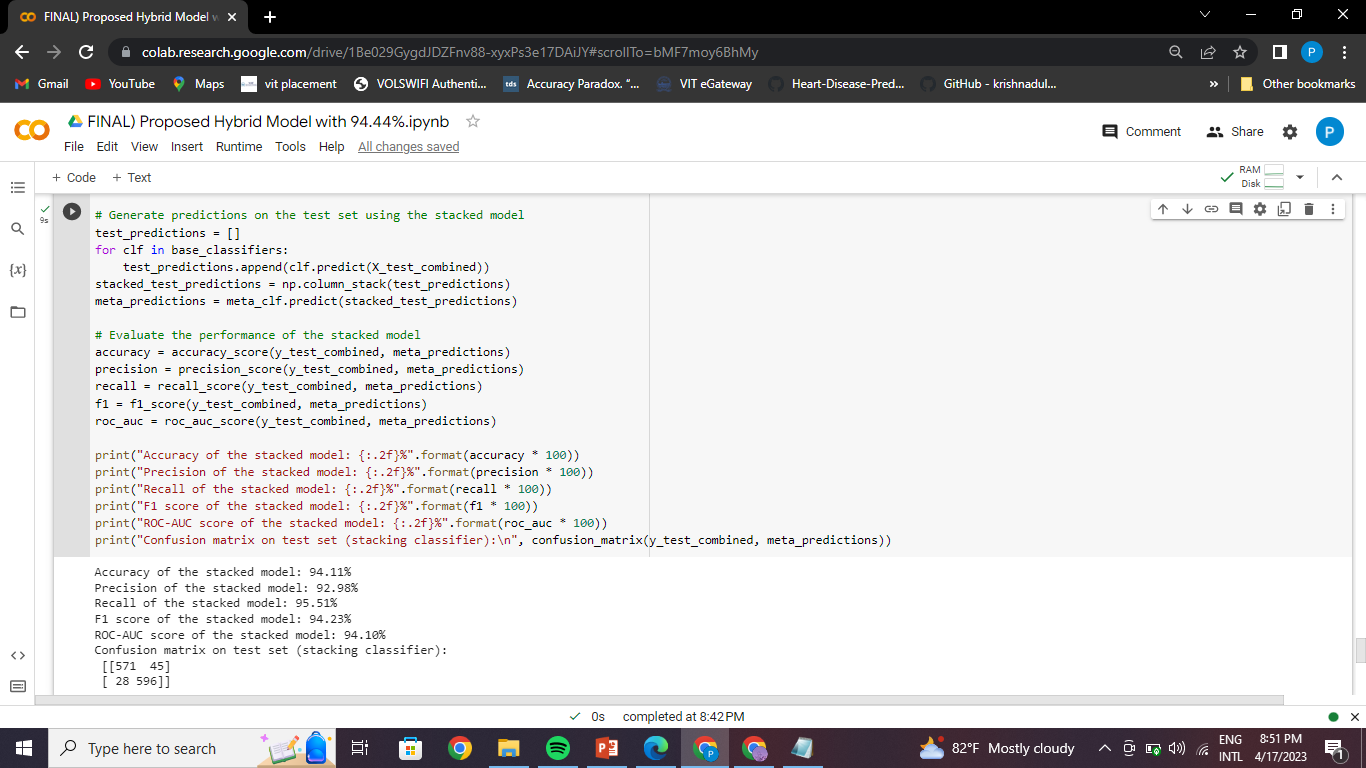 FINAL) Proposed Hybrid Model w
colab.research.google.com/drive/1Be029GygdJDZFnv88-xyxPs3e17DAiJY#scrollTo=bMF7moy6BhMy
Gmail YouTube Maps vit placement VOLSWIFI Authenti... tds Accuracy Paradox. “... VIT eGateway Heart-Disease-Pred... GitHub - krishnadul... » Other bookmarks
FINAL) Proposed Hybrid Model with 94.44%.ipynb
Comment Share P
File Edit View Insert Runtime Tools Help All changes saved
+ Code + Text
RAM
Disk
9s
# Generate predictions on the test set using the stacked model
test_predictions = []
for clf in base_classifiers:
    test_predictions.append(clf.predict(X_test_combined))
stacked_test_predictions = np.column_stack(test_predictions)
meta_predictions = meta_clf.predict(stacked_test_predictions)
# Evaluate the performance of the stacked model
accuracy = accuracy_score(y_test_combined, meta_predictions)
precision = precision_score(y_test_combined, meta_predictions)
recall = recall_score(y_test_combined, meta_predictions)
f1 = f1_score(y_test_combined, meta_predictions)
roc_auc = roc_auc_score(y_test_combined, meta_predictions)
print("Accuracy of the stacked model: {:.2f}%".format(accuracy * 100))
print("Precision of the stacked model: {:.2f}%".format(precision * 100))
print("Recall of the stacked model: {:.2f}%".format(recall * 100))
print("F1 score of the stacked model: {:.2f}%".format(f1 * 100))
print("ROC-AUC score of the stacked model: {:.2f}%".format(roc_auc * 100))
print("Confusion matrix on test set (stacking classifier):\n", confusion_matrix(y_test_combined, meta_predictions))
Accuracy of the stacked model: 94.11%
Precision of the stacked model: 92.98%
Recall of the stacked model: 95.51%
F1 score of the stacked model: 94.23%
ROC-AUC score of the stacked model: 94.10%
Confusion matrix on test set (stacking classifier):
[[571  45]
[ 28 596]]
0s completed at 8:42 PM
Type here to search
82°F Mostly cloudy
ENG
INTL
8:51 PM
4/17/2023
1